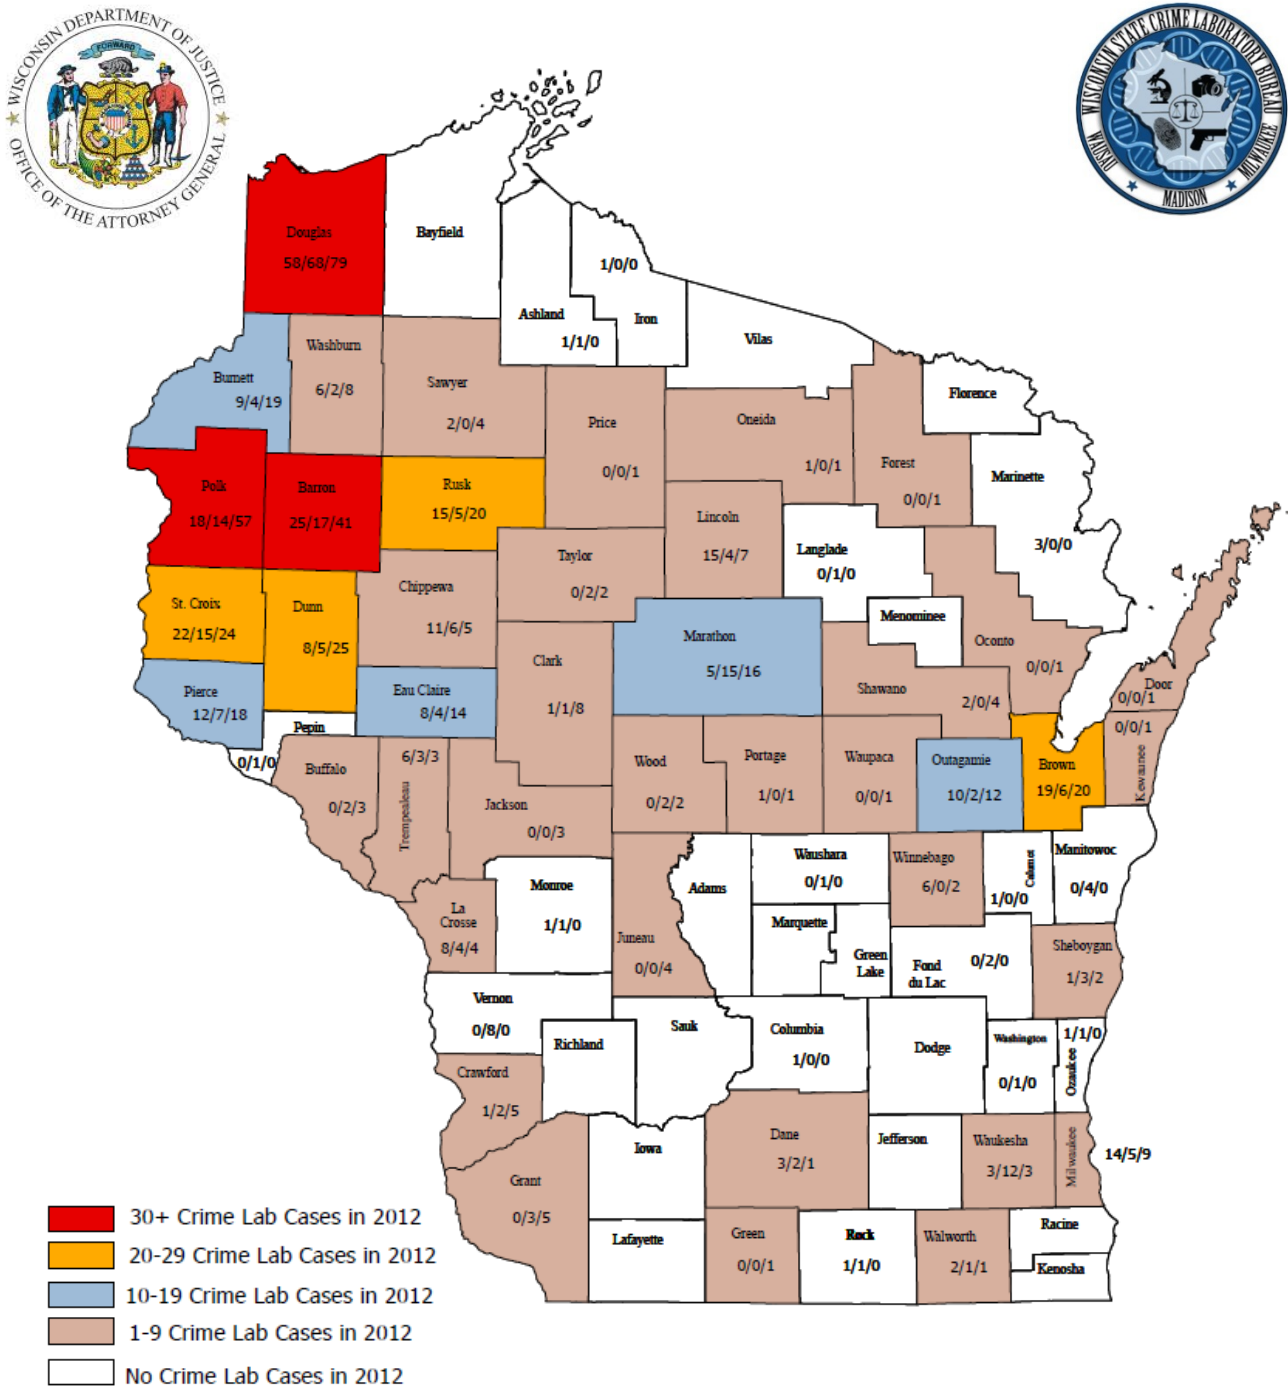 WISCONSIN DEPARTMENT OF JUSTICE
FORWARD
OFFICE OF THE ATTORNEY GENERAL
WISCONSIN STATE CRIME LABORATORY BUREAU
WAUSAU
MADISON
MILWAUKEE
Douglas
58/68/79
Bayfield
Ashland
1/1/0
1/0/0
Iron
Vilas
Florence
Burnett
9/4/19
Washburn
6/2/8
Sawyer
2/0/4
Price
0/0/1
Oneida
1/0/1
Forest
0/0/1
Marinette
3/0/0
Polk
18/14/57
Barron
25/17/41
Rusk
15/5/20
Lincoln
15/4/7
Langlade
0/1/0
Taylor
0/2/2
Chippewa
11/6/5
St. Croix
22/15/24
Dunn
8/5/25
Menominee
Oconto
0/0/1
Marathon
5/15/16
Clark
1/1/8
Shawano
2/0/4
Door
0/0/1
Pierce
12/7/18
Eau Claire
8/4/14
Pepin
0/1/0
Buffalo
0/2/3
6/3/3
Trempealeau
Jackson
0/0/3
Wood
0/2/2
Portage
1/0/1
Waupaca
0/0/1
Outagamie
10/2/12
Brown
19/6/20
0/0/1
Kewaunee
Monroe
1/1/0
La
Crosse
8/4/4
Juneau
0/0/4
Adams
Waushara
0/1/0
Winnebago
6/0/2
Calumet
1/0/0
Manitowoc
0/4/0
Marquette
Green
Lake
Fond
du Lac
0/2/0
Sheboygan
1/3/2
Vernon
0/8/0
Richland
Sauk
Columbia
1/0/0
Dodge
Washington
0/1/0
1/1/0
Ozaukee
Crawford
1/2/5
Grant
0/3/5
Iowa
Dane
3/2/1
Jefferson
Waukesha
3/12/3
Milwaukee
14/5/9
Lafayette
Green
0/0/1
Rock
1/1/0
Walworth
2/1/1
Racine
Kenosha
30+ Crime Lab Cases in 2012
20-29 Crime Lab Cases in 2012
10-19 Crime Lab Cases in 2012
1-9 Crime Lab Cases in 2012
No Crime Lab Cases in 2012